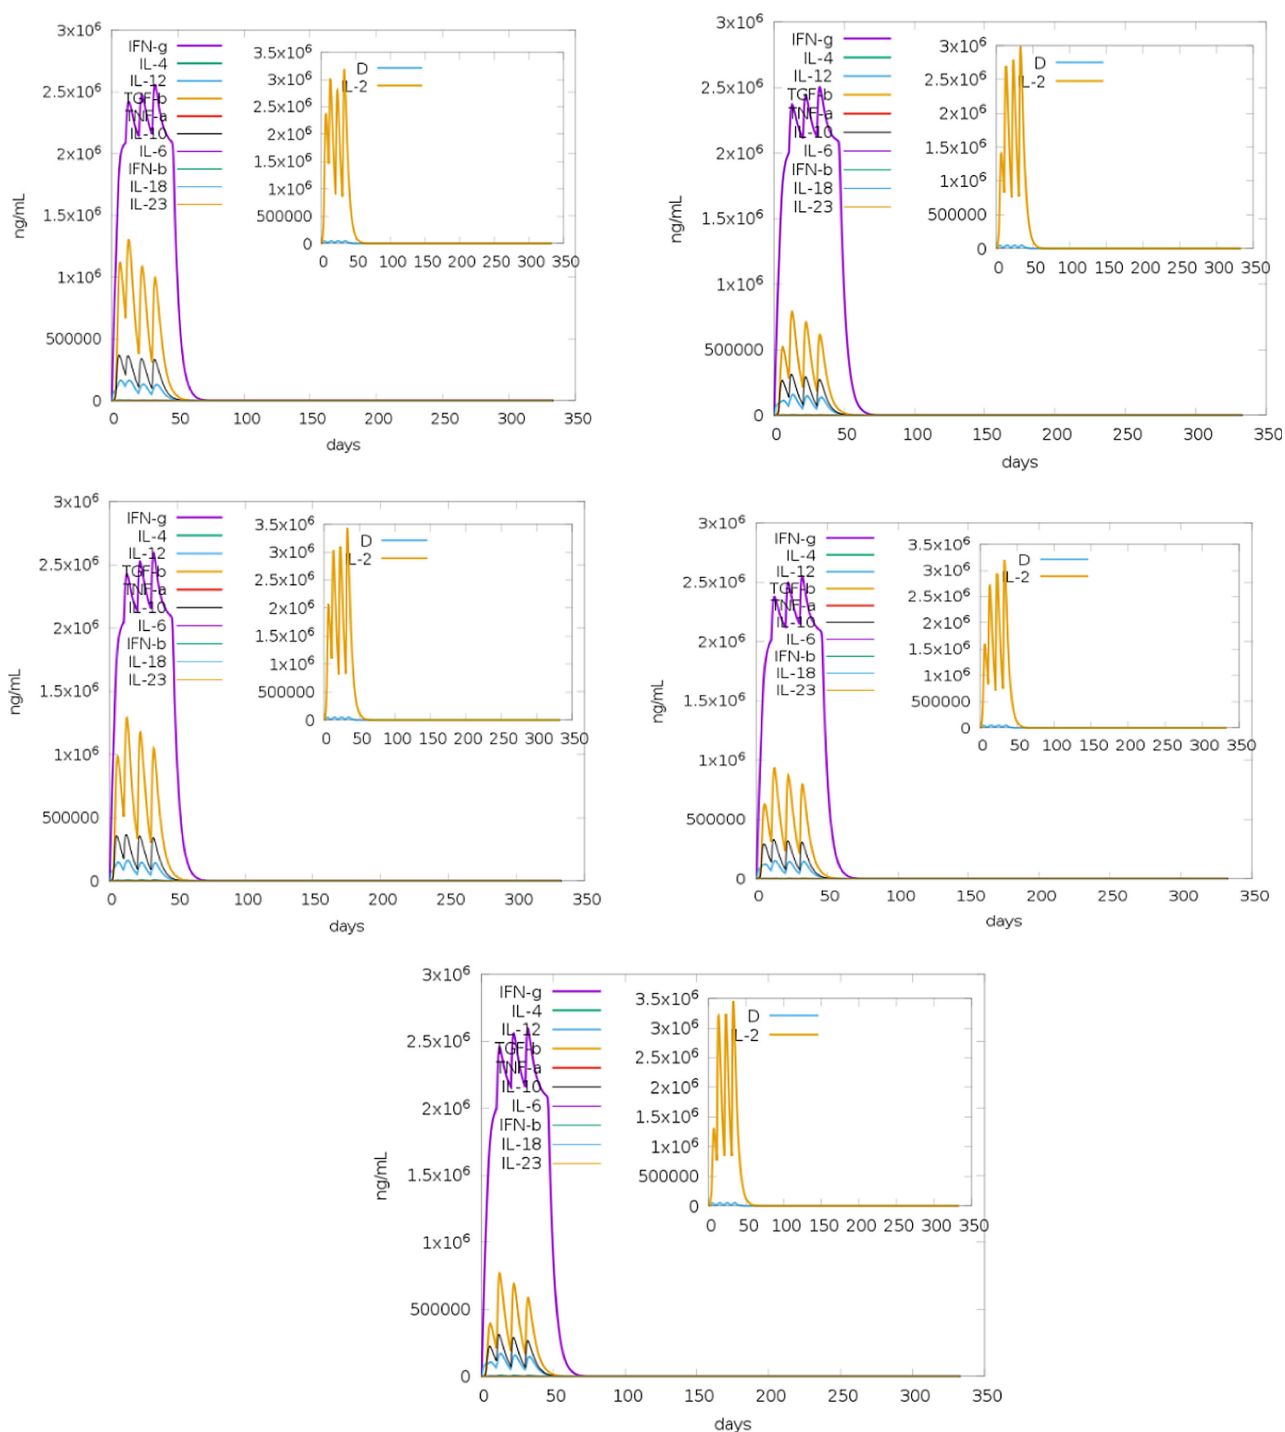 3x10⁶
2.5x10⁶
2x10⁶
1.5x10⁶
1x10⁶
500000
0
ng/mL
IFN-g
IL-4
IL-12
TGF-b
TNF-a
IL-10
IL-6
IFN-b
IL-18
IL-23
3.5x10⁶
3x10⁶
2.5x10⁶
2x10⁶
1.5x10⁶
1x10⁶
500000
0
D
IL-2
0 50 100 150 200 250 300 350
0 50 100 150 200 250 300 350
days
3x10⁶
2.5x10⁶
2x10⁶
1.5x10⁶
1x10⁶
500000
0
ng/mL
IFN-g
IL-4
IL-12
TGF-b
TNF-a
IL-10
IL-6
IFN-b
IL-18
IL-23
3x10⁶
2.5x10⁶
2x10⁶
1.5x10⁶
1x10⁶
500000
0
D
IL-2
0 50 100 150 200 250 300 350
0 50 100 150 200 250 300 350
days
3x10⁶
2.5x10⁶
2x10⁶
1.5x10⁶
1x10⁶
500000
0
ng/mL
IFN-g
IL-4
IL-12
TGF-b
TNF-a
IL-10
IL-6
IFN-b
IL-18
IL-23
3.5x10⁶
3x10⁶
2.5x10⁶
2x10⁶
1.5x10⁶
1x10⁶
500000
0
D
IL-2
0 50 100 150 200 250 300 350
0 50 100 150 200 250 300 350
days
3x10⁶
2.5x10⁶
2x10⁶
1.5x10⁶
1x10⁶
500000
0
ng/mL
IFN-g
IL-4
IL-12
TGF-b
TNF-a
IL-10
IL-6
IFN-b
IL-18
IL-23
3.5x10⁶
3x10⁶
2.5x10⁶
2x10⁶
1.5x10⁶
1x10⁶
500000
0
D
IL-2
0 50 100 150 200 250 300 350
0 50 100 150 200 250 300 350
days
3x10⁶
2.5x10⁶
2x10⁶
1.5x10⁶
1x10⁶
500000
0
ng/mL
IFN-g
IL-4
IL-12
TGF-b
TNF-a
IL-10
IL-6
IFN-b
IL-18
IL-23
3.5x10⁶
3x10⁶
2.5x10⁶
2x10⁶
1.5x10⁶
1x10⁶
500000
0
D
IL-2
0 50 100 150 200 250 300 350
0 50 100 150 200 250 300 350
days